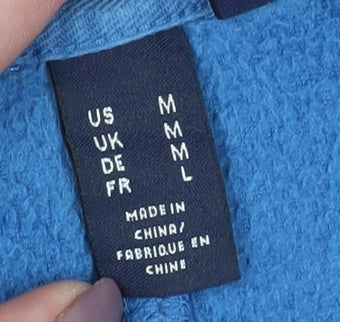 US M
UK M
DE M
FR L
MADE IN
CHINA/
FABRIQUE EN
CHINE